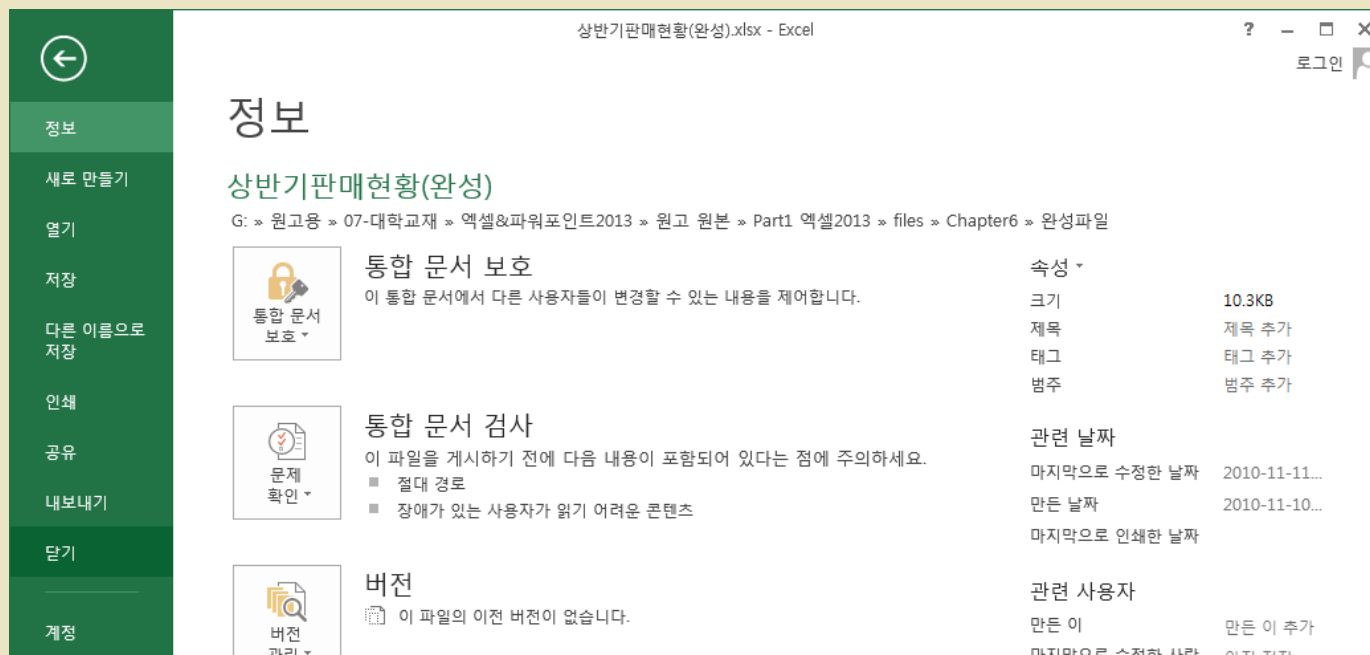 상반기판매현황(완성).xlsx - Excel
?
로그인
정보
새로 만들기
열기
저장
다른 이름으로
저장
인쇄
공유
내보내기
닫기
계정
정보
상반기판매현황(완성)
G: » 원고용 » 07-대학교재 » 엑셀&파워포인트2013 » 원고 원본 » Part1 엑셀2013 » files » Chapter6 » 완성파일
통합 문서
보호
통합 문서 보호
이 통합 문서에서 다른 사용자들이 변경할 수 있는 내용을 제어합니다.
문제
확인
통합 문서 검사
이 파일을 게시하기 전에 다음 내용이 포함되어 있다는 점에 주의하세요.
절대 경로
장애가 있는 사용자가 읽기 어려운 콘텐츠
버전
관리
버전
이 파일의 이전 버전이 없습니다.
속성
크기 10.3KB
제목 제목 추가
태그 태그 추가
범주 범주 추가
관련 날짜
마지막으로 수정한 날짜 2010-11-11...
만든 날짜 2010-11-10...
마지막으로 인쇄한 날짜
관련 사용자
만든 이 만든 이 추가
마지막으로 수정한 사람